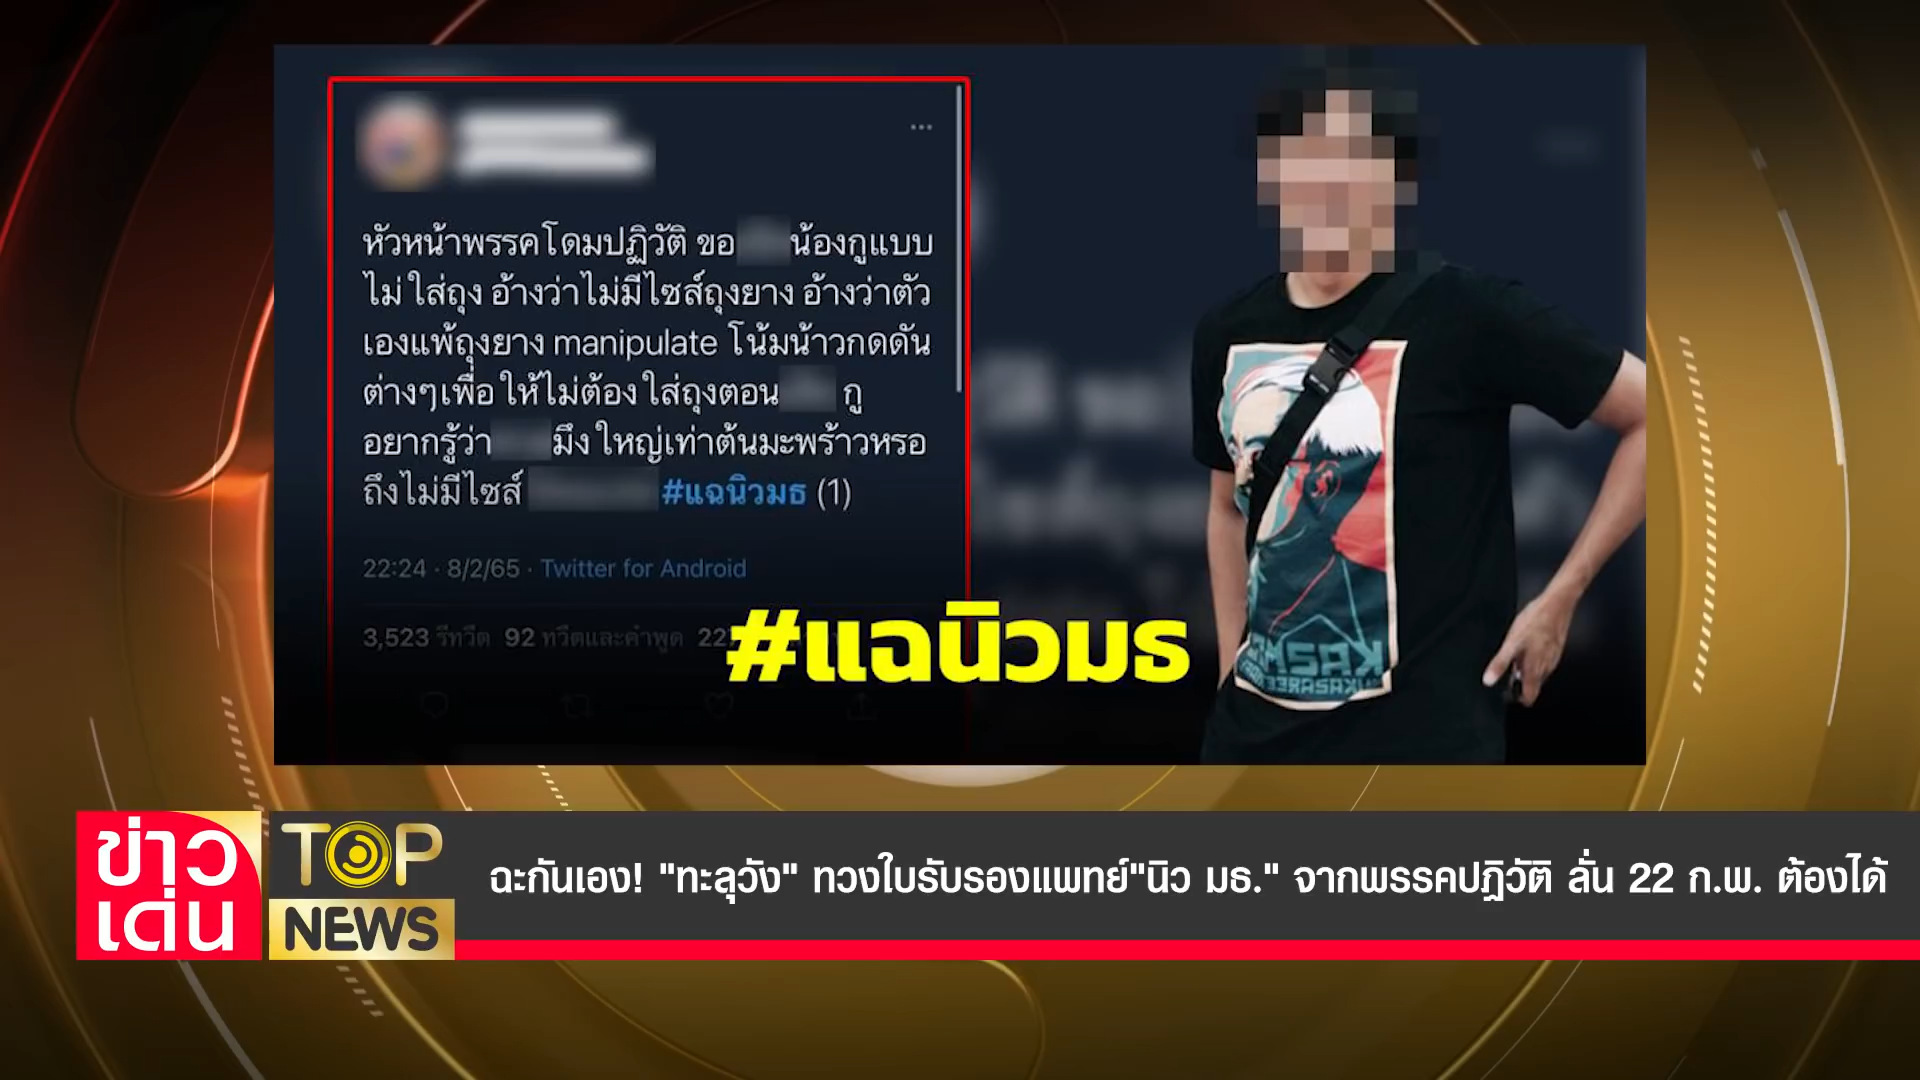 ...
หัวหน้าพรรคโดมปฏิวัติ ขอ น้องกูแบบ
ไม่ใส่ถุง อ้างว่าไม่มีไซส์ถุงยาง อ้างว่าตัว
เองแพ้ถุงยาง manipulate โน้มน้าวกดดัน
ต่างๆเพื่อให้ไม่ต้องใส่ถุงตอน กู
อยากรู้ว่า มึงใหญ่เท่าต้นมะพร้าวหรอ
ถึงไม่มีไซส์ #แฉนิวมธ (1)
22:24 · 8/2/65 · Twitter for Android
3,523 รีทวีต 92 ทวีตและคำพูด
#แฉนิวมธ
ข่าว
เด่น
TOP
NEWS
ฉะกันเอง! "ทะลุวัง" ทวงใบรับรองแพทย์"นิว มธ." จากพรรคปฏิวัติ ลั่น 22 ก.พ. ต้องได้